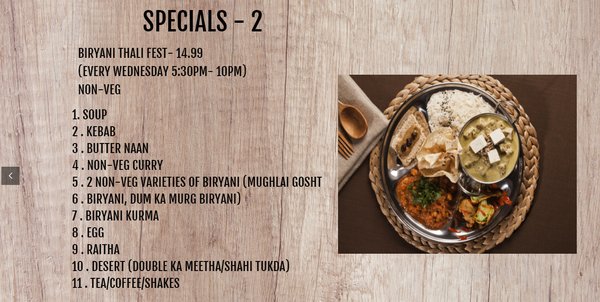 SPECIALS - 2
BIRYANI THALI FEST- 14.99
(EVERY WEDNESDAY 5:30PM- 10PM)
NON-VEG
1. SOUP
2 . KEBAB
3 . BUTTER NAAN
4 . NON-VEG CURRY
5 . 2 NON-VEG VARIETIES OF BIRYANI (MUGHLAI GOSHT
6 . BIRYANI, DUM KA MURG BIRYANI)
7 . BIRYANI KURMA
8 . EGG
9 . RAITHA
10 . DESERT (DOUBLE KA MEETHA/SHAHI TUKDA)
11 . TEA/COFFEE/SHAKES